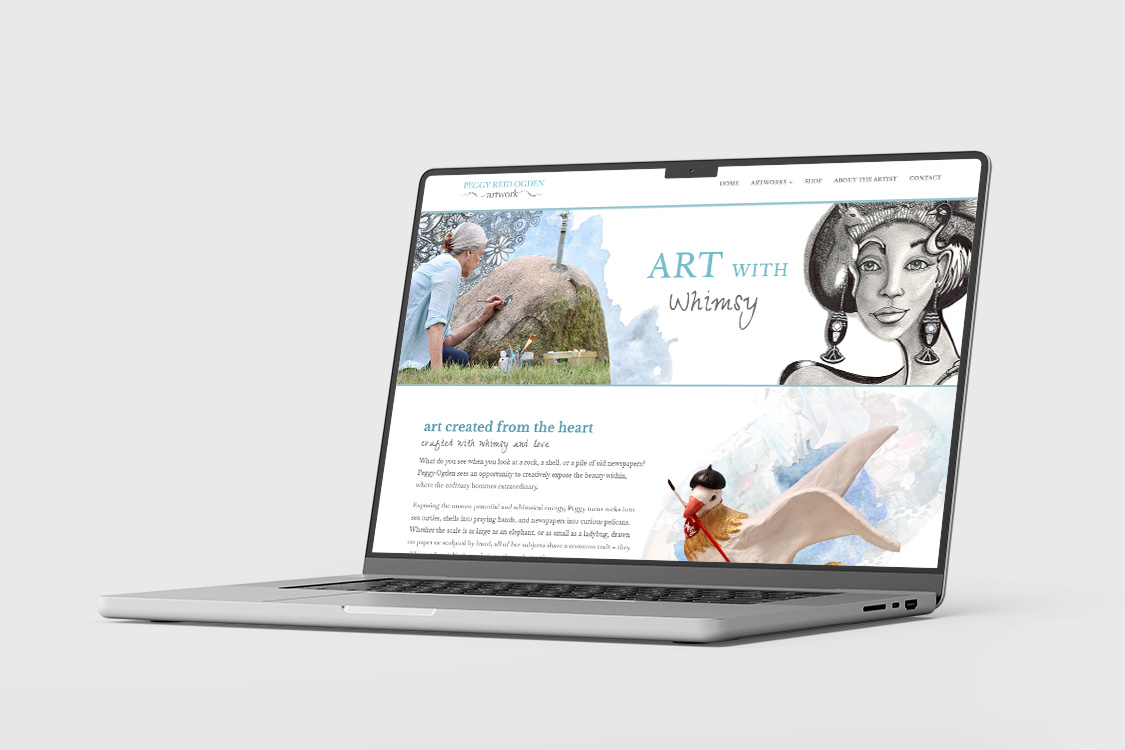 PEGGY REID OGDEN
artwork
HOME ARTWORKS SHOP ABOUT THE ARTIST CONTACT
ART WITH
Whimsy
art created from the heart
crafted with whimsy and love
What do you see when you look at a rock, a shell, or a pile of old newspapers?
Peggy Ogden sees an opportunity to creatively expose the beauty within,
where the ordinary becomes extraordinary.
Exposing the unseen potential and whimsical energy, Peggy turns rocks into
sea turtles, shells into praying hands, and newspapers into curious pelicans.
Whether the scale is as large as an elephant, or as small as a ladybug, drawn
on paper or sculpted by hand, all of her subjects share a common trait – they